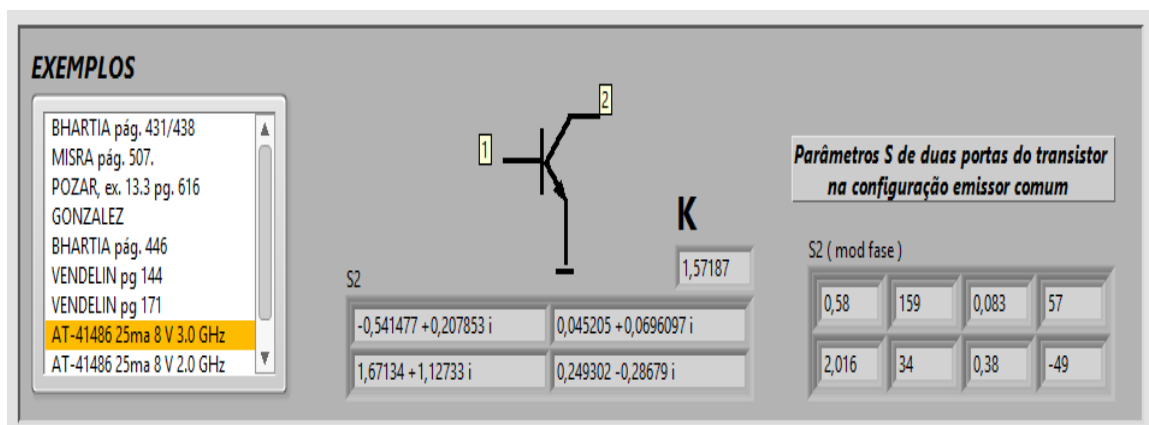 EXEMPLOS
BHARTIA pág. 431/438
MISRA pág. 507.
POZAR, ex. 13.3 pg. 616
GONZALEZ
BHARTIA pág. 446
VENDELIN pg 144
VENDELIN pg 171
AT-41486 25ma 8 V 3.0 GHz
AT-41486 25ma 8 V 2.0 GHz
1
2
K
1,57187
S2
-0,541477 +0,207853 i
0,045205 +0,0696097 i
1,67134 +1,12733 i
0,249302 -0,28679 i
Parâmetros S de duas portas do transistor
na configuração emissor comum
S2 ( mod fase )
0,58 159 0,083 57
2,016 34 0,38 -49